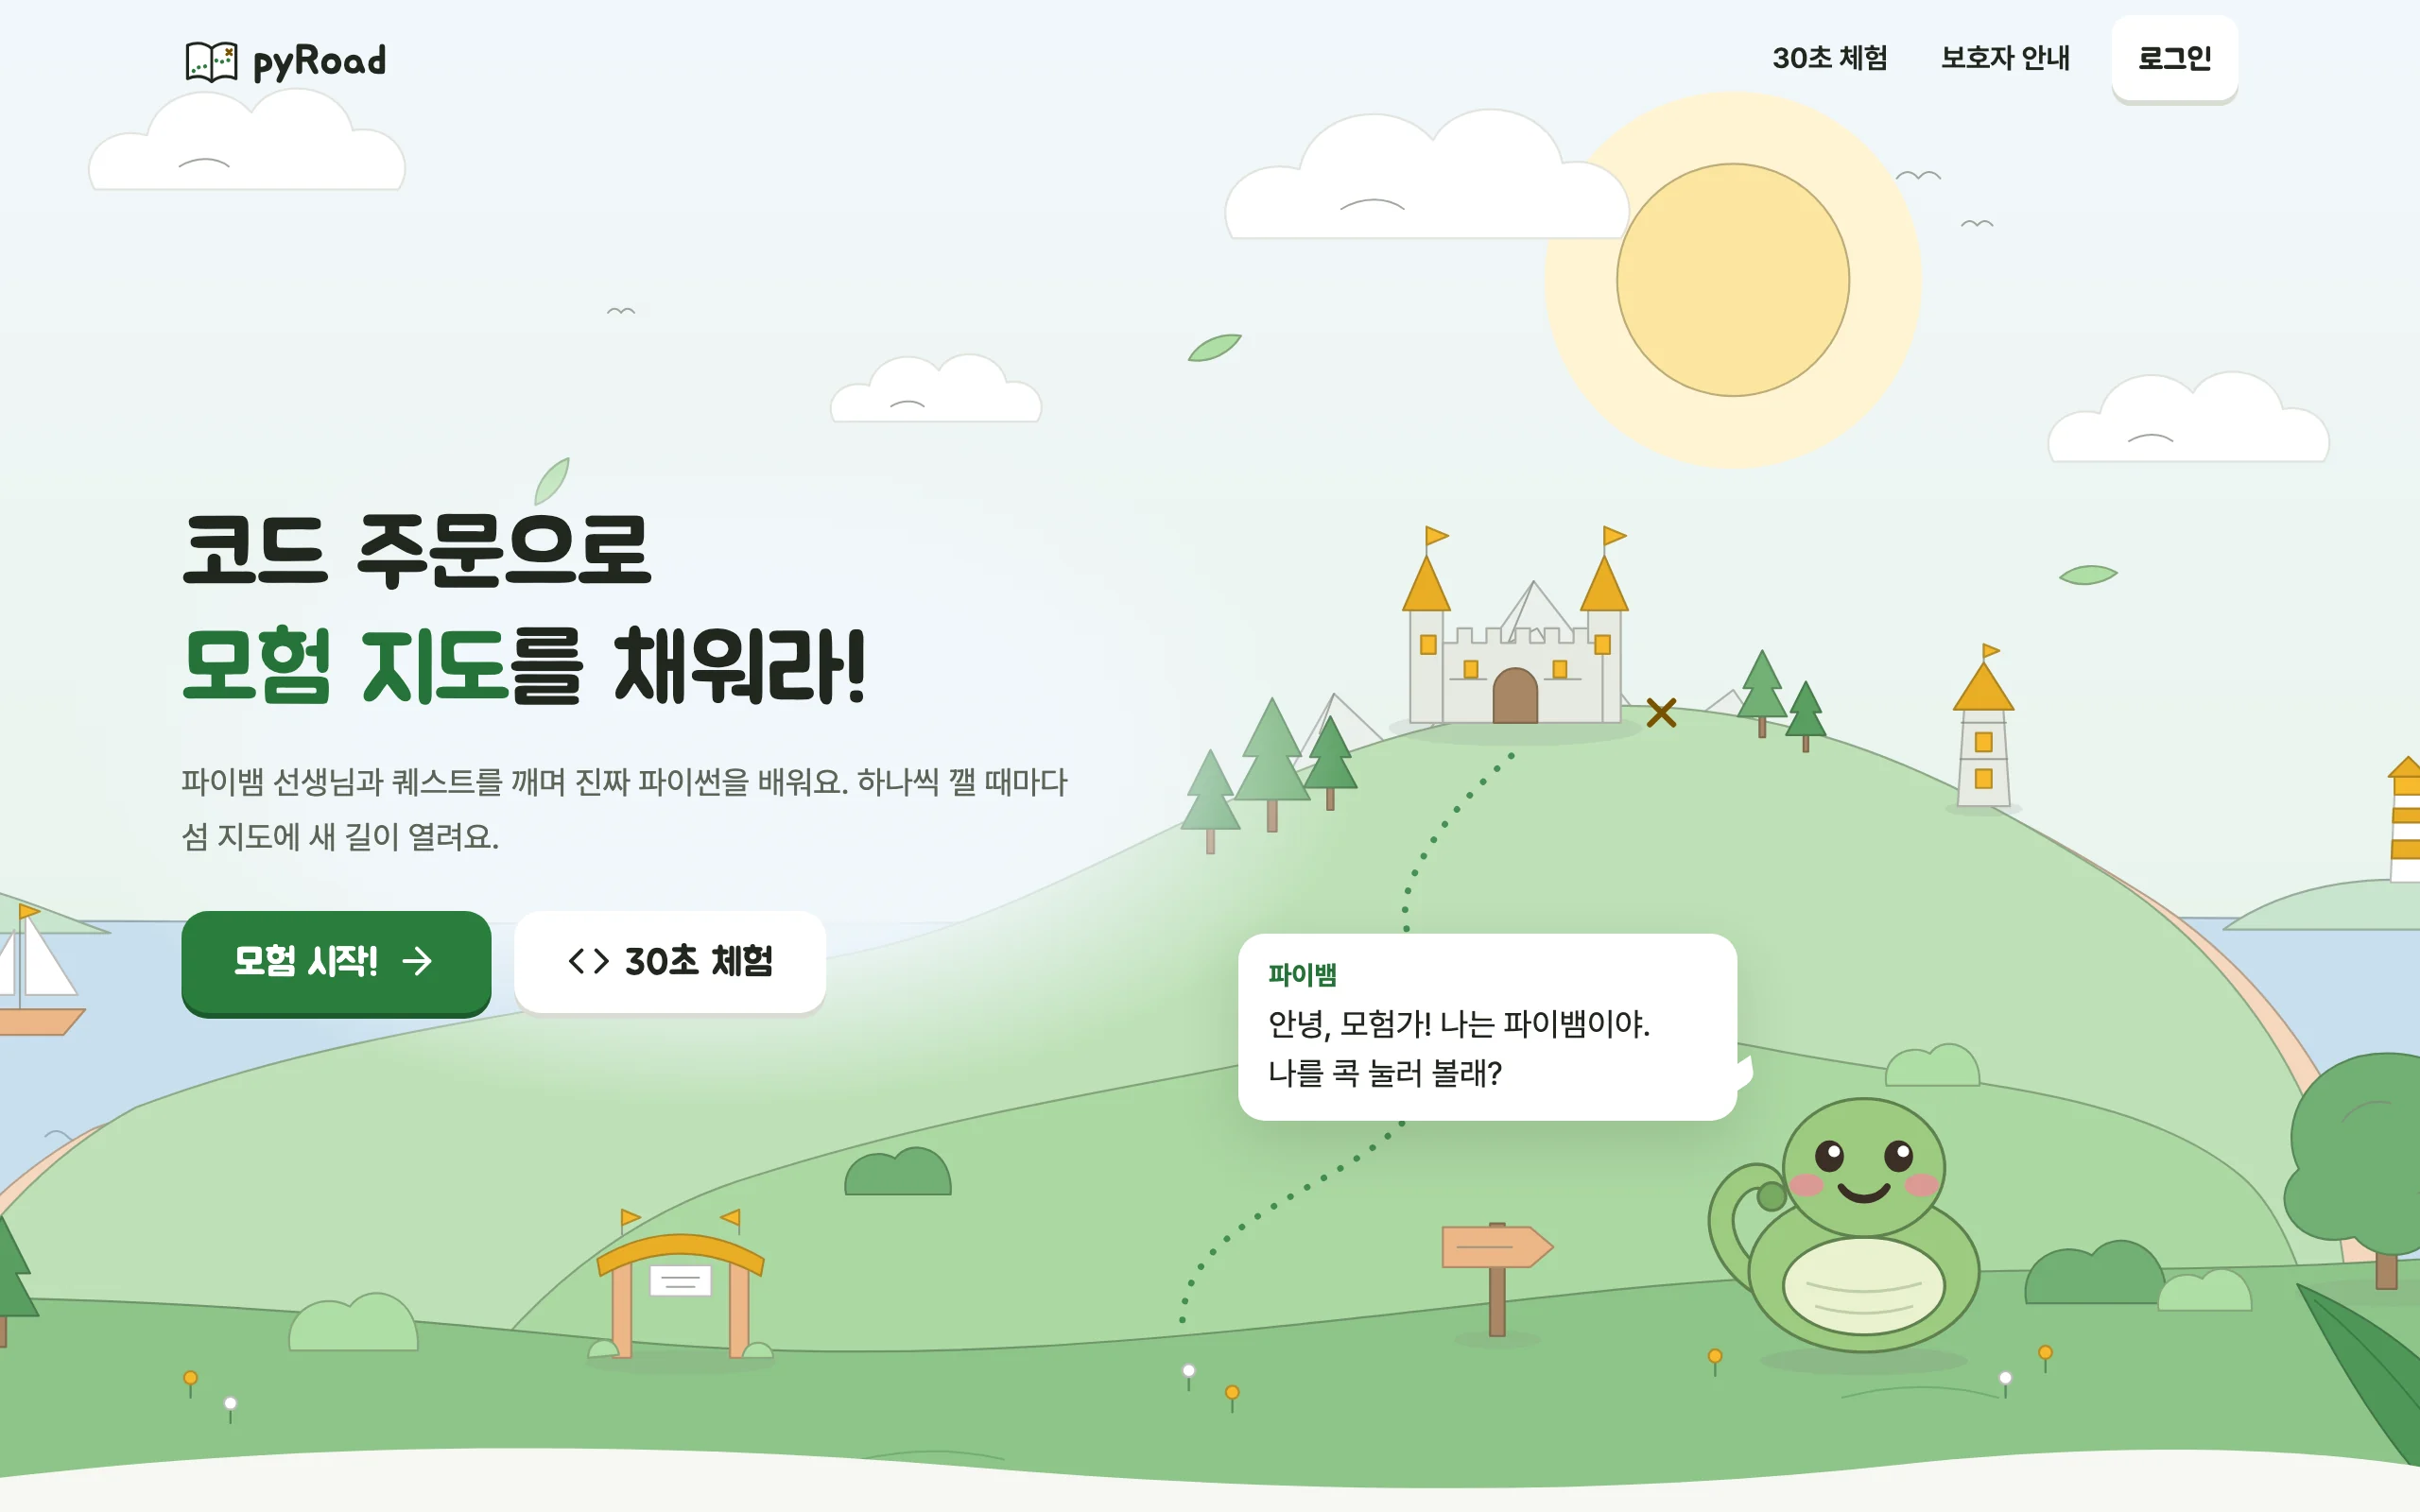 pyRoad
30초 체험
보호자 안내
로그인
코드 주문으로
모험 지도를 채워라!
파이뱀 선생님과 퀘스트를 깨며 진짜 파이썬을 배워요. 하나씩 깰 때마다
섬 지도에 새 길이 열려요.
모험 시작! →
<> 30초 체험
파이뱀
안녕, 모험가! 나는 파이뱀이야.
나를 콕 눌러 볼래?